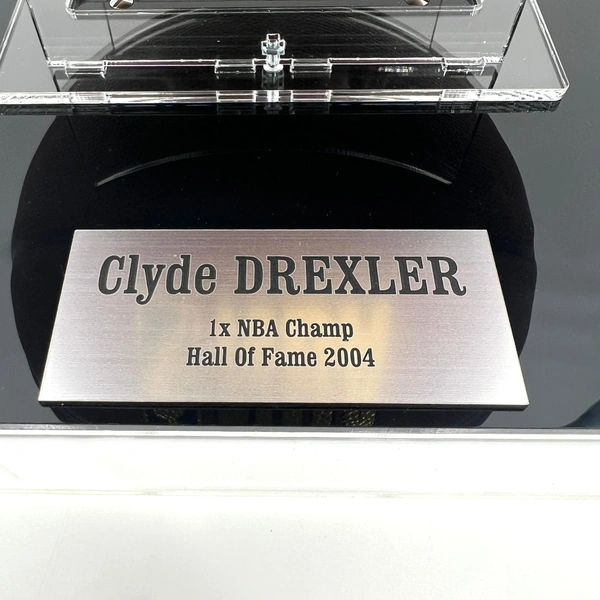 Clyde DREXLER
1x NBA Champ
Hall Of Fame 2004